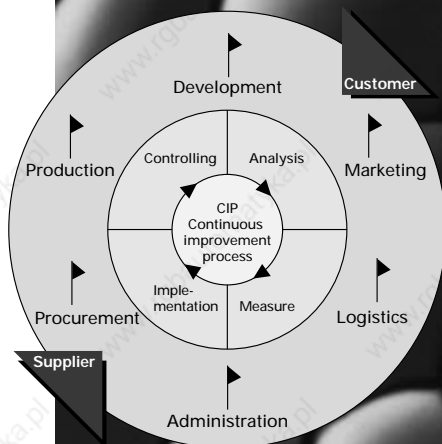 Development
Customer
Production
Controlling
Analysis
Marketing
CIP
Continuous
improvement
process
Imple-
mentation
Measure
Procurement
Logistics
Supplier
Administration